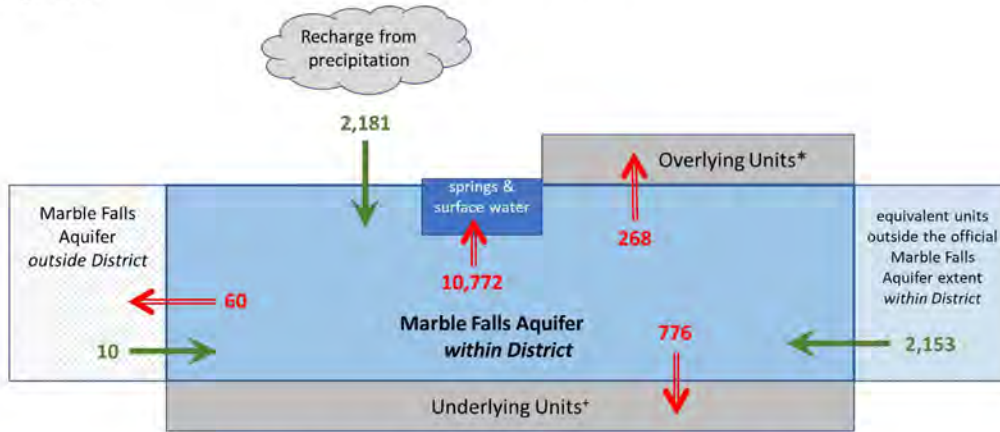 Recharge from
precipitation
2,181
Overlying Units*
springs &
surface water
Marble Falls
Aquifer
outside District
equivalent units
outside the official
Marble Falls
Aquifer extent
within District
268
10,772
60
Marble Falls Aquifer
within District
776
10
2,153
Underlying Units⁺